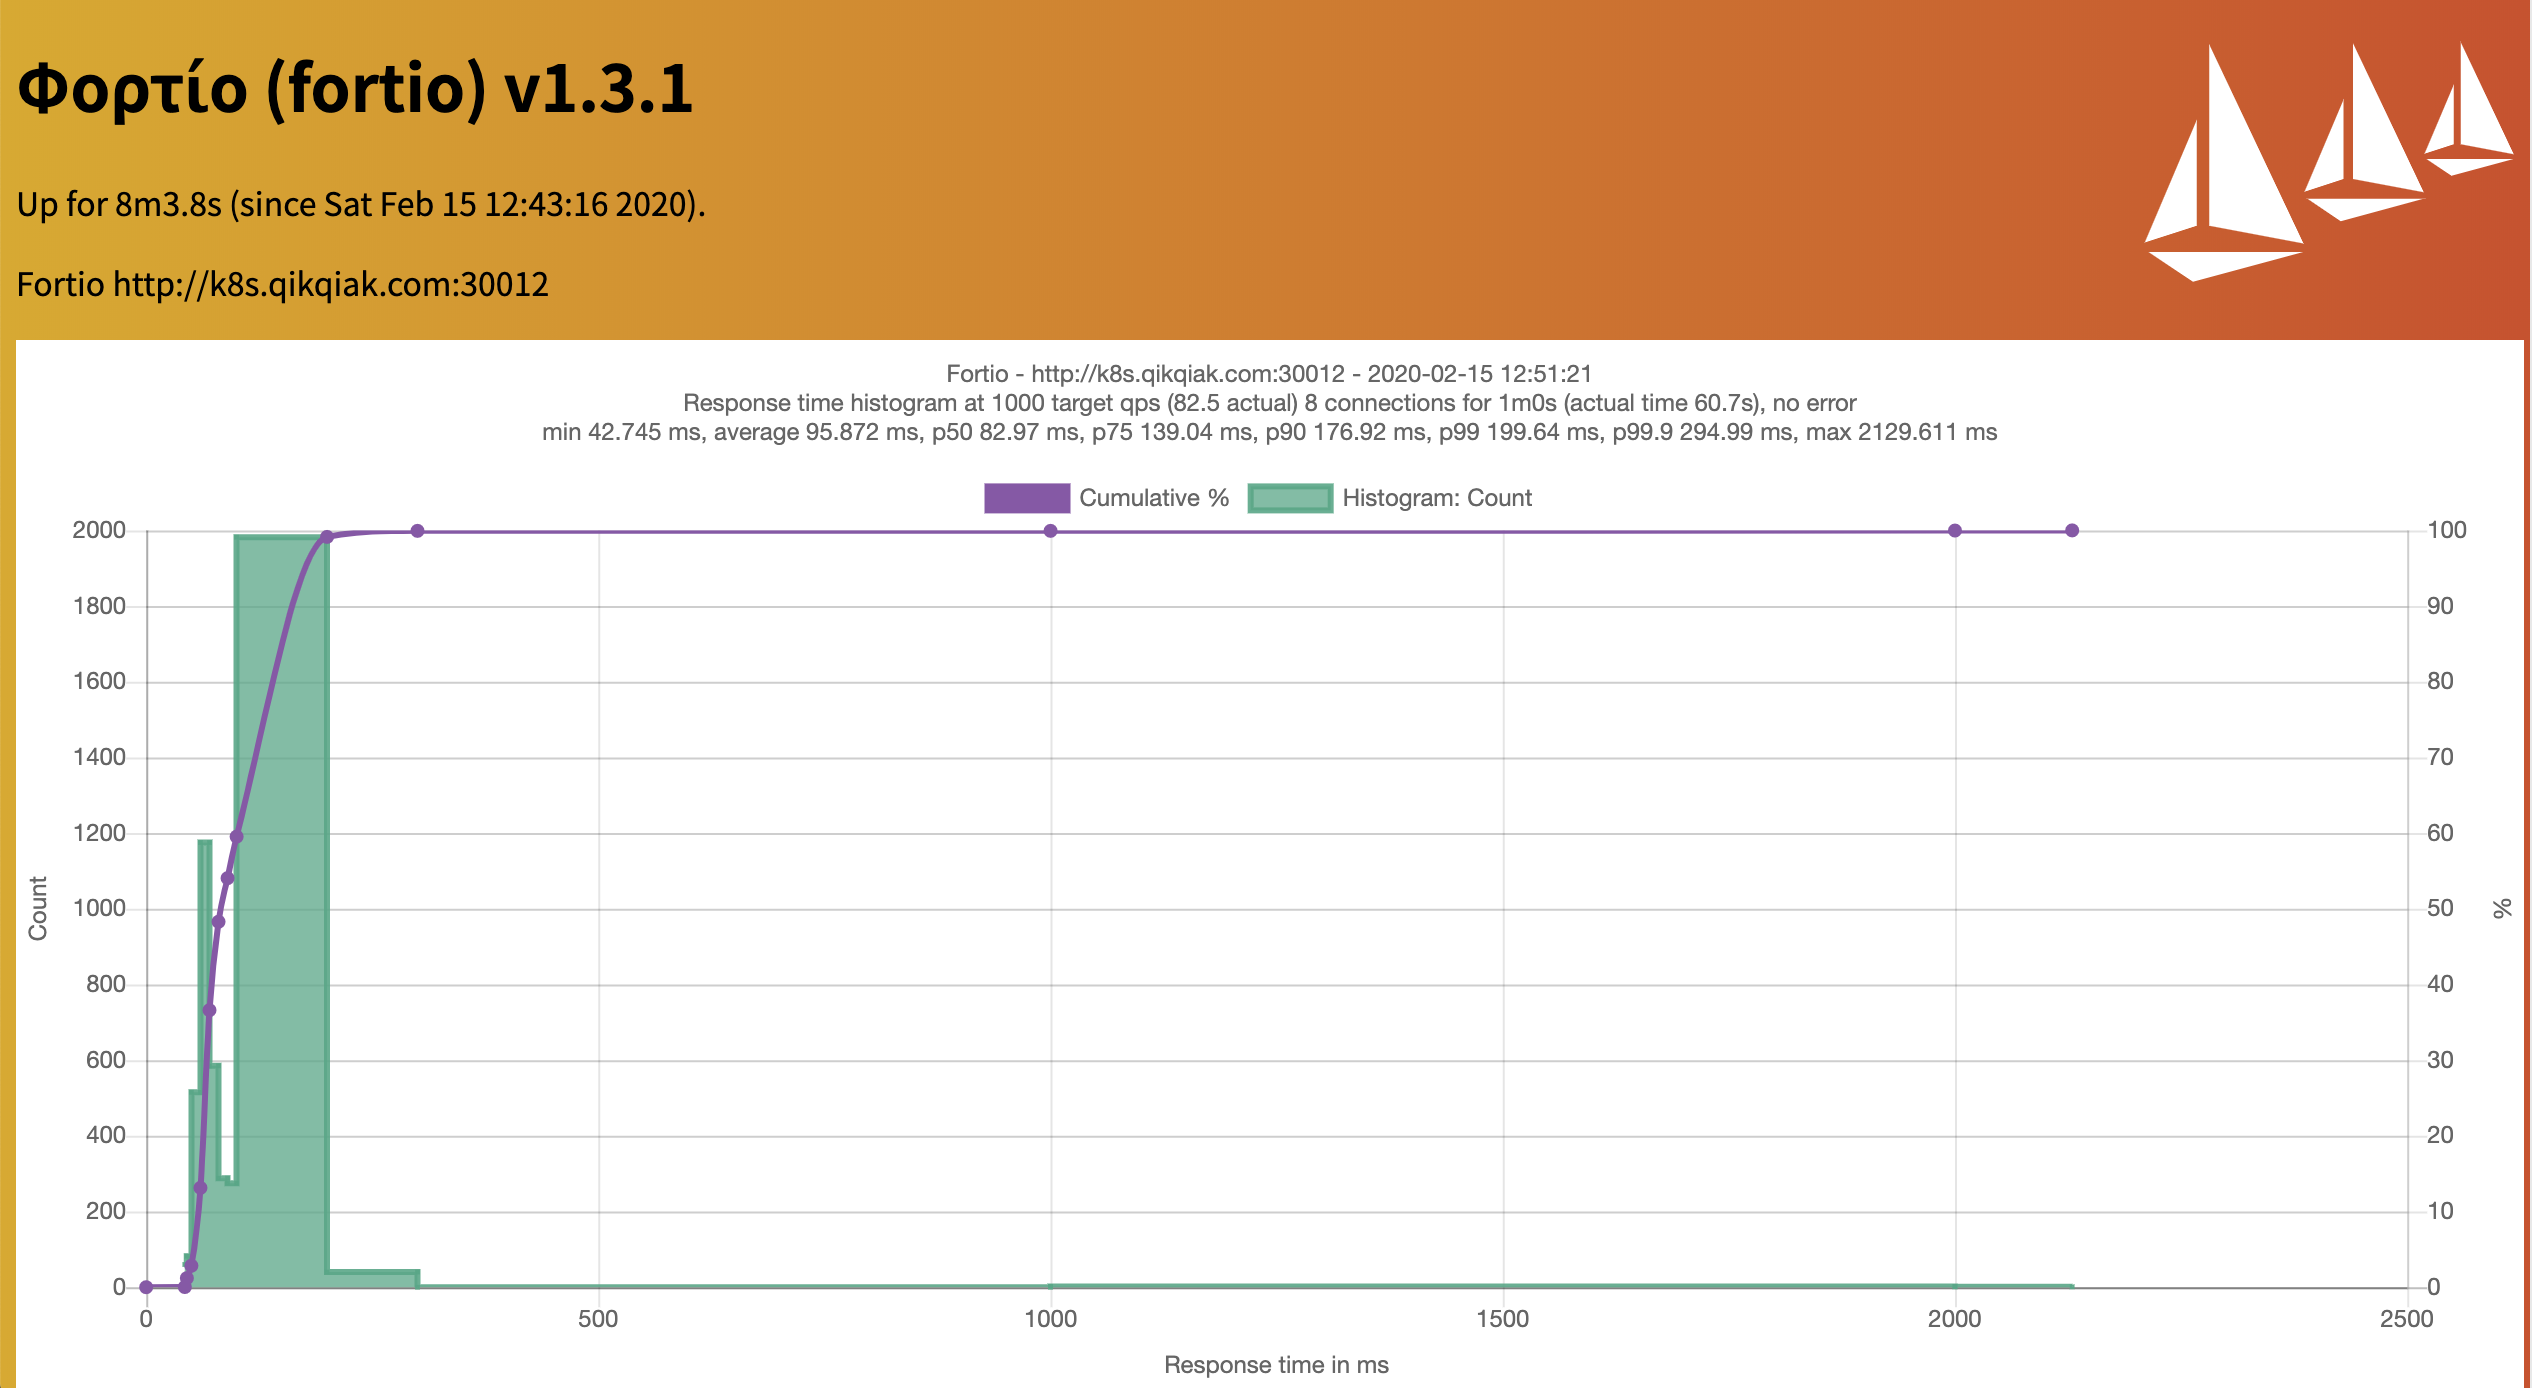 Φορτίο (fortio) v1.3.1
Up for 8m3.8s (since Sat Feb 15 12:43:16 2020).
Fortio http://k8s.qikqiak.com:30012
Fortio - http://k8s.qikqiak.com:30012 - 2020-02-15 12:51:21
Response time histogram at 1000 target qps (82.5 actual) 8 connections for 1m0s (actual time 60.7s), no error
min 42.745 ms, average 95.872 ms, p50 82.97 ms, p75 139.04 ms, p90 176.92 ms, p99 199.64 ms, p99.9 294.99 ms, max 2129.611 ms
Cumulative % Histogram: Count
2000 100
1800 90
1600 80
1400 70
1200 60
1000 50
800 40
600 30
400 20
200 10
0 0
Count
%
0 500 1000 1500 2000 2500
Response time in ms